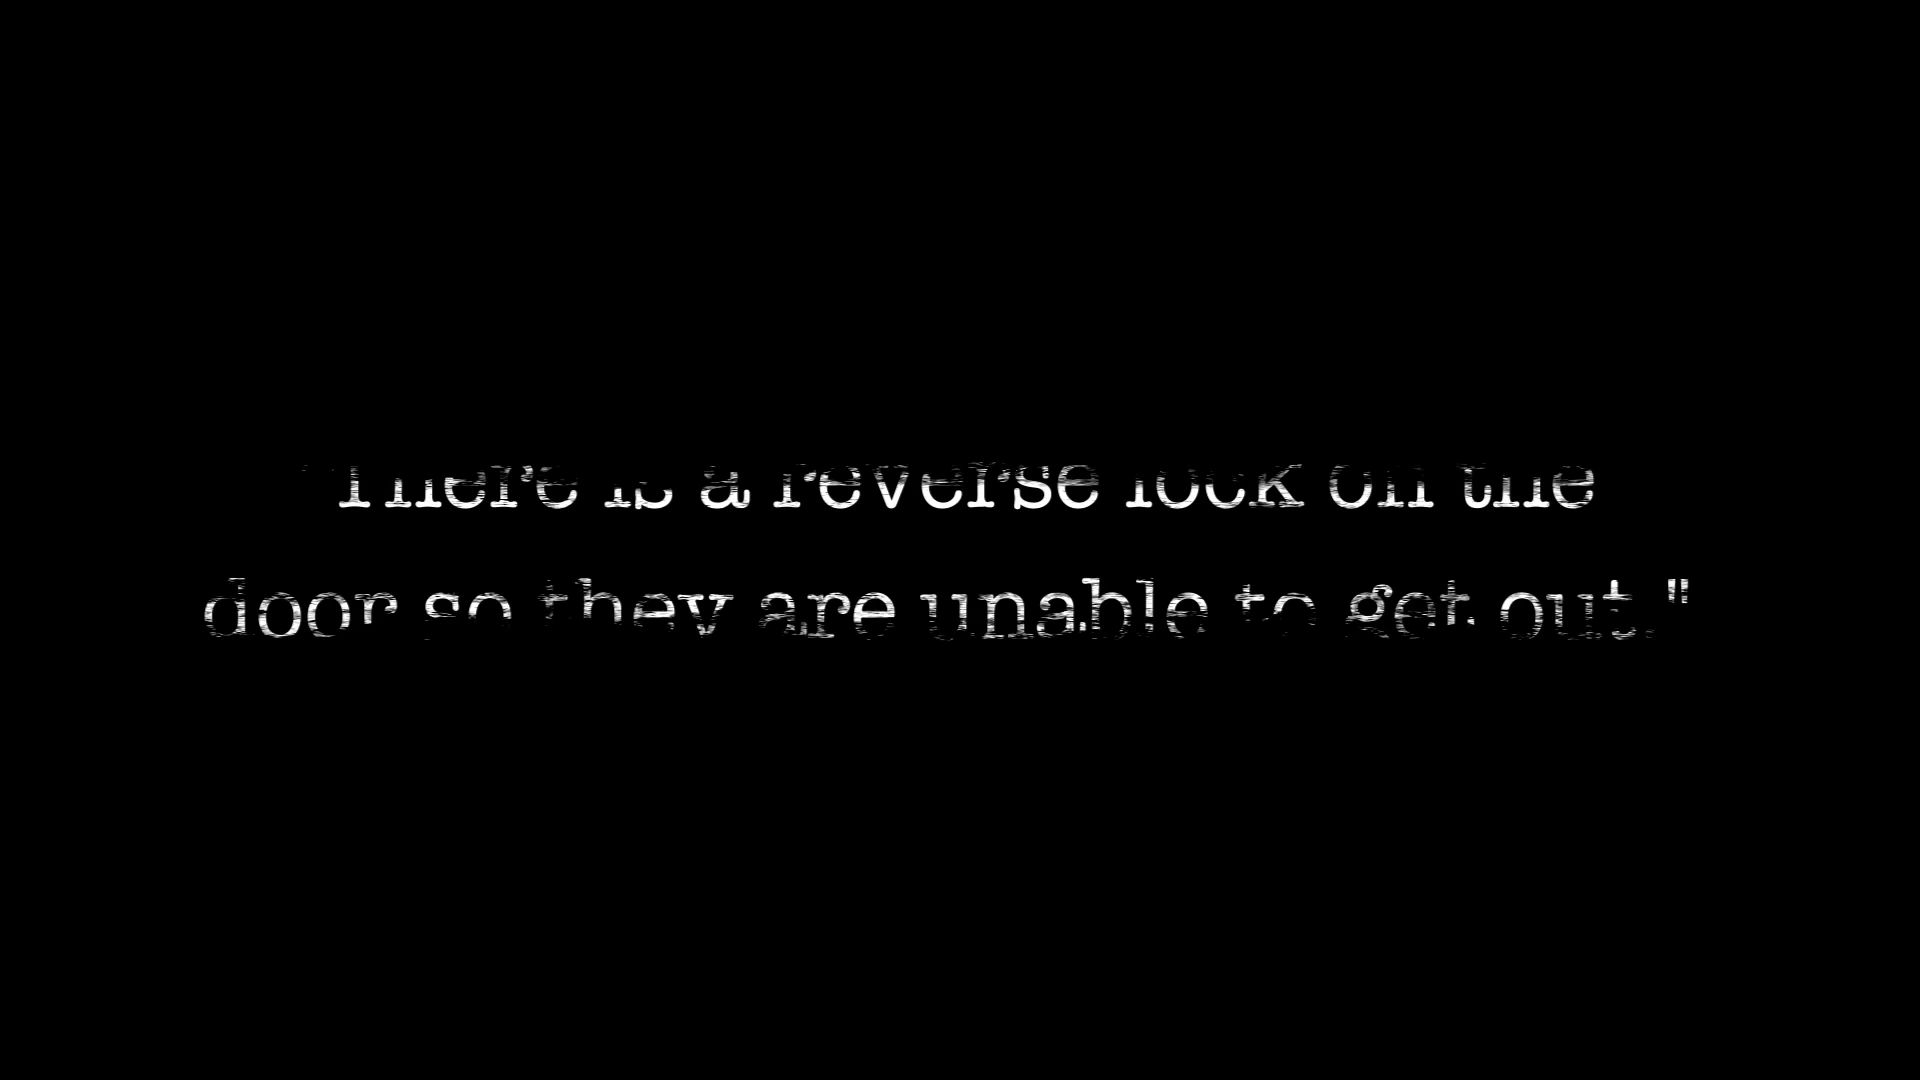 "There is a reverse lock on the
door so they are unable to get out."